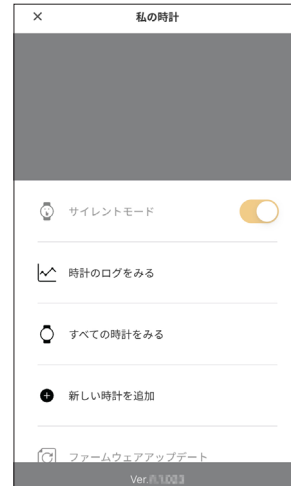 ×
私の時計
サイレントモード
時計のログをみる
すべての時計をみる
新しい時計を追加
ファームウェアアップデート
Ver.